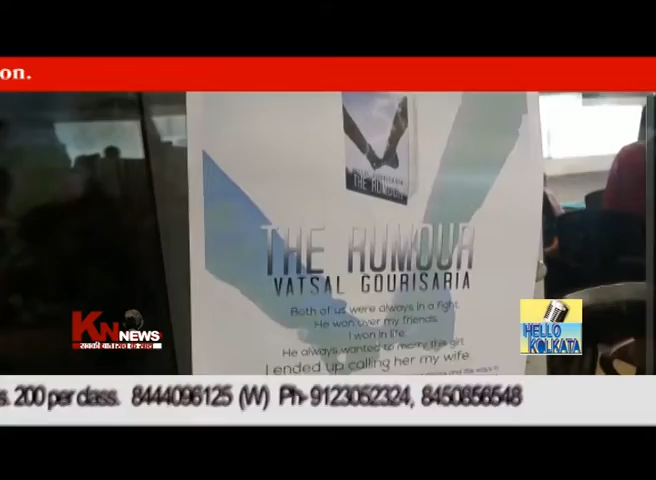 on.
THE RUMOUR
THE RUMOUR
VATSAL GOURISARIA
Both of us were always in a fight.
He won over my friends.
I won in life.
He always wanted to marry this girl.
I ended up calling her my wife.
KN NEWS
HELLO
KOLKATA
s. 200 per class. 8444096125 (W) Ph- 9123052324, 8450856548